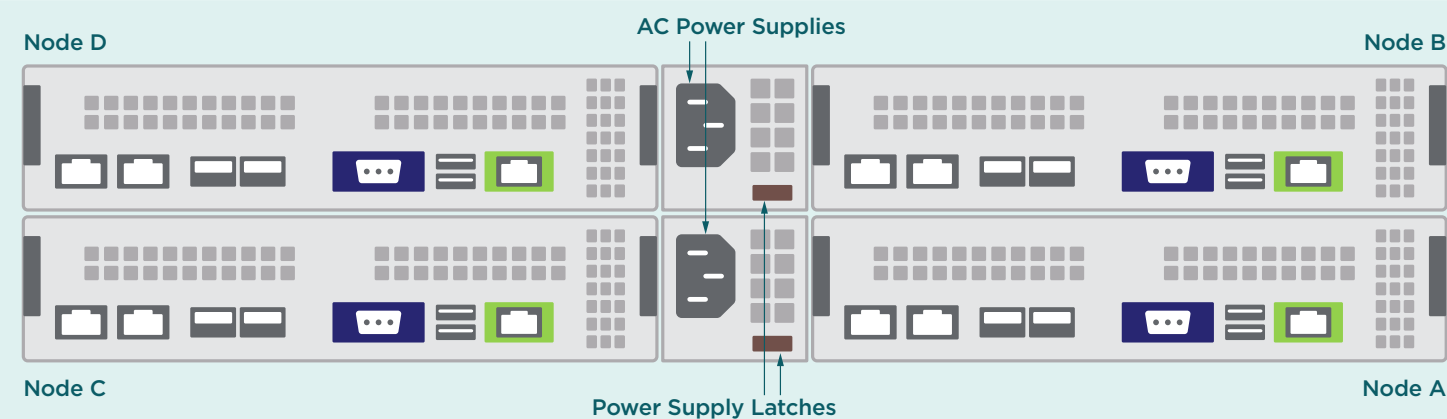 AC Power Supplies
Node D
Node B
Node C
Node A
Power Supply Latches